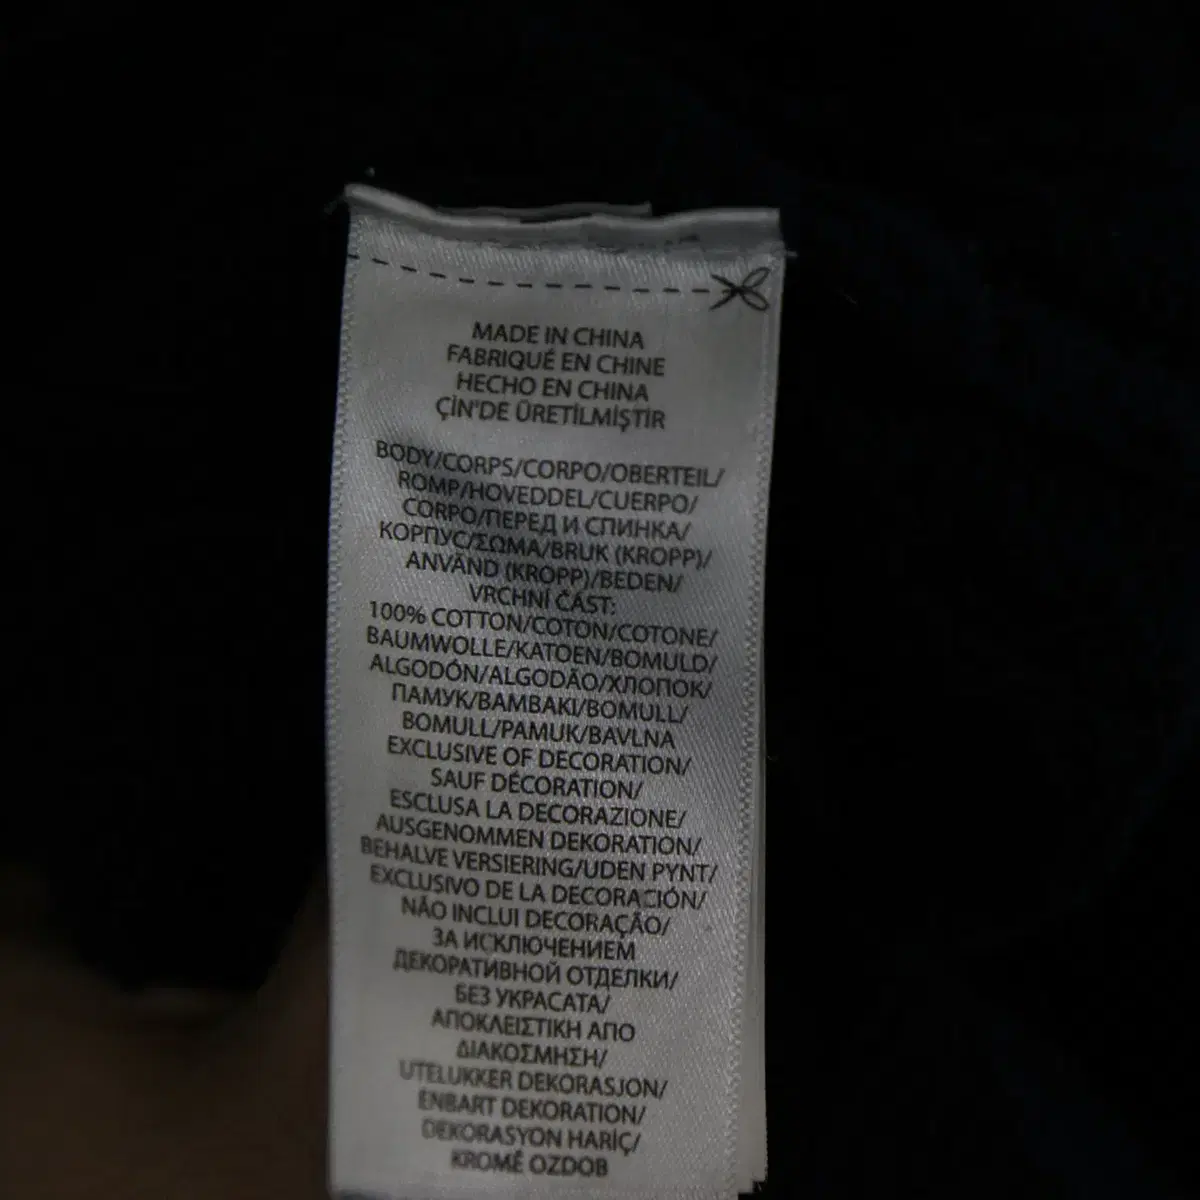 MADE IN CHINA
FABRIQUÉ EN CHINE
HECHO EN CHINA
ÇİN'DE ÜRETİLMİŞTİR
BODY/CORPS/CORPO/OBERTEIL/
ROMP/HOVEDDEL/CUERPO/
CORPO/ПЕРЕД И СПИНКА/
КОРПУС/ΣΩΜΑ/BRUK (KROPP)/
ANVÄND (KROPP)/BEDEN/
VRCHNÍ ČÁST:
100% COTTON/COTON/COTONE/
BAUMWOLLE/KATOEN/BOMULD/
ALGODÓN/ALGODÃO/ХЛОПОК/
ПАМУК/ΒΑΜΒΑΚΙ/BOMULL/
BOMULL/PAMUK/BAVLNA
EXCLUSIVE OF DECORATION/
SAUF DÉCORATION/
ESCLUSA LA DECORAZIONE/
AUSGENOMMEN DEKORATION/
BEHALVE VERSIERING/UDEN PYNT/
EXCLUSIVO DE LA DECORACIÓN/
NÃO INCLUI DECORAÇÃO/
ЗА ИСКЛЮЧЕНИЕМ
ДЕКОРАТИВНОЙ ОТДЕЛКИ/
БЕЗ УКРАСАТА/
ΑΠΟΚΛΕΙΣΤΙΚΗ ΑΠΟ
ΔΙΑΚΟΣΜΗΣΗ/
UTELUKKER DEKORASJON/
ENBART DEKORATION/
DEKORASYON HARİÇ/
KROMĚ OZDOB